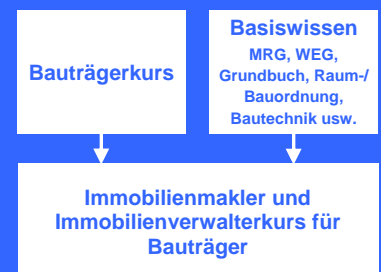 Bauträgerkurs
Basiswissen
MRG, WEG,
Grundbuch, Raum-/
Bauordnung,
Bautechnik usw.
Immobilienmakler und
Immobilienverwalterkurs für
Bauträger